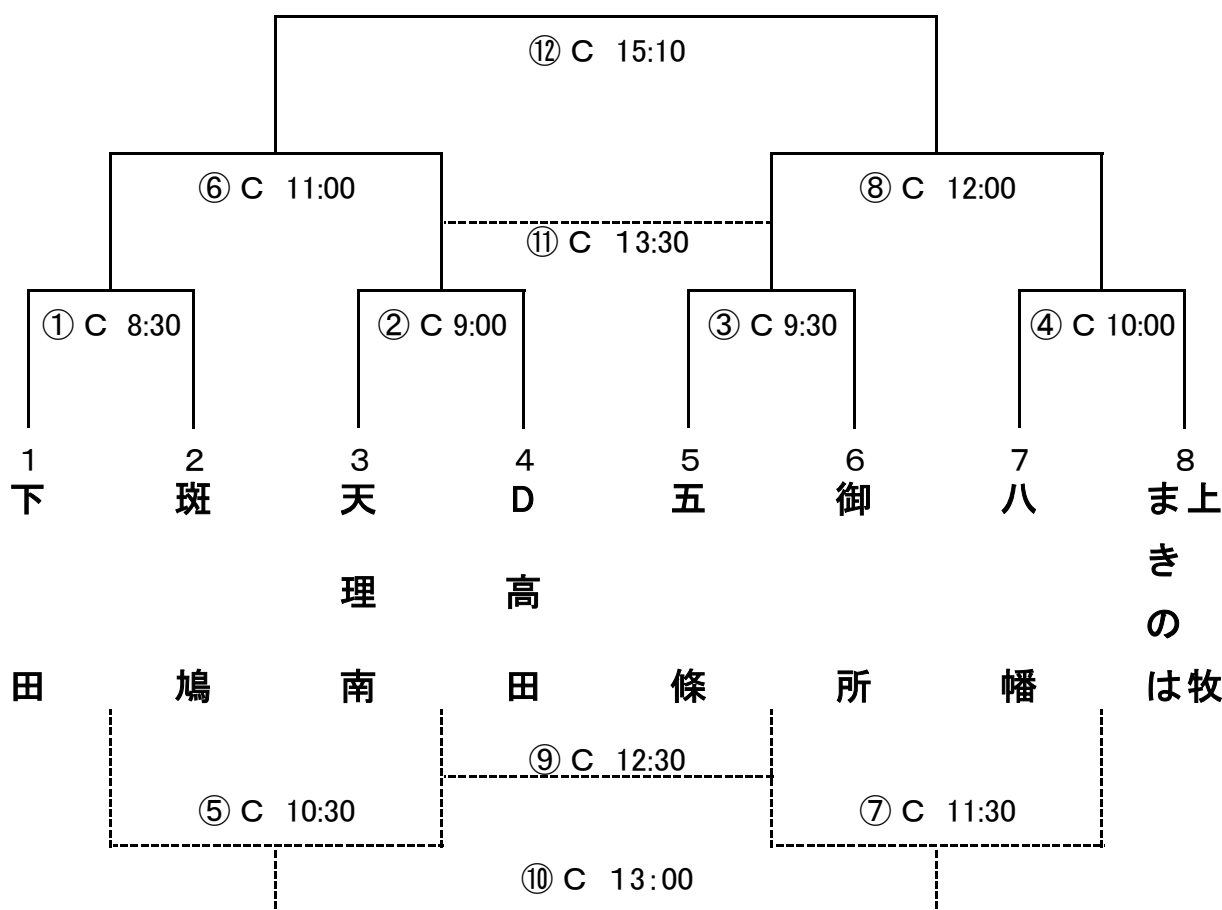 ⑫ C 15:10
⑥ C 11:00
⑧ C 12:00
⑪ C 13:30
① C 8:30
② C 9:00
③ C 9:30
④ C 10:00
1
2
3
4
5
6
7
8
下田
斑鳩
天理南
D高田
五條
御所
八幡
上牧
まきのは
⑨ C 12:30
⑤ C 10:30
⑦ C 11:30
⑩ C 13:00